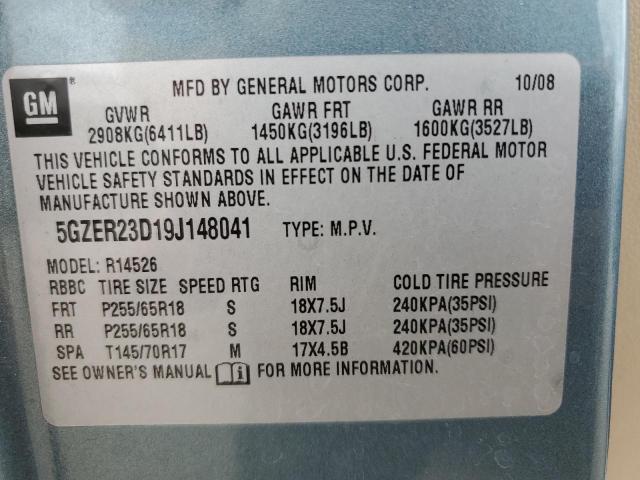 GM ®
MFD BY GENERAL MOTORS CORP. 10/08
GVWR GAWR FRT GAWR RR
2908KG(6411LB) 1450KG(3196LB) 1600KG(3527LB)
THIS VEHICLE CONFORMS TO ALL APPLICABLE U.S. FEDERAL MOTOR
VEHICLE SAFETY STANDARDS IN EFFECT ON THE DATE OF
MANUFACTURE SHOWN ABOVE.
5GZER23D19J148041 TYPE: M.P.V.
MODEL: R14526
RBBC TIRE SIZE SPEED RTG RIM COLD TIRE PRESSURE
FRT P255/65R18 S 18X7.5J 240KPA(35PSI)
RR P255/65R18 S 18X7.5J 240KPA(35PSI)
SPA T145/70R17 M 17X4.5B 420KPA(60PSI)
SEE OWNER'S MANUAL i FOR MORE INFORMATION.